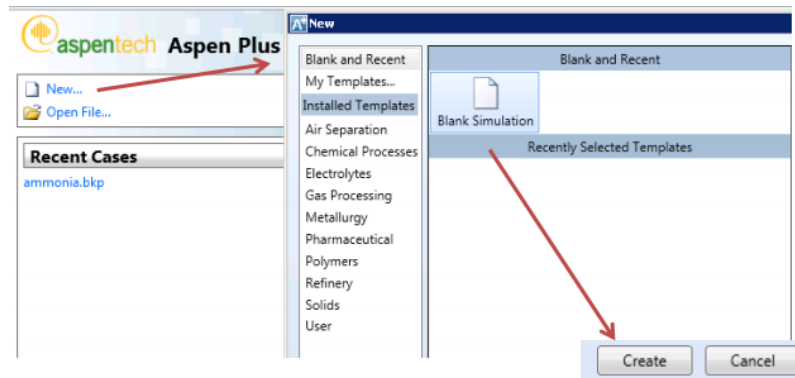 aspentech Aspen Plus
New...
Open File...
Recent Cases
ammonia.bkp
New
Blank and Recent
My Templates...
Installed Templates
Air Separation
Chemical Processes
Electrolytes
Gas Processing
Metallurgy
Pharmaceutical
Polymers
Refinery
Solids
User
Blank and Recent
Blank Simulation
Recently Selected Templates
Create Cancel